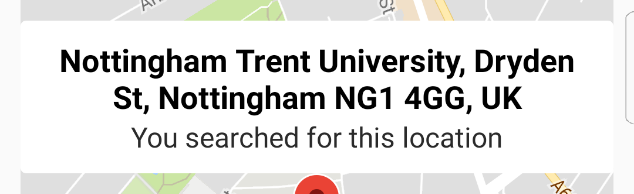 Nottingham Trent University, Dryden
St, Nottingham NG1 4GG, UK
You searched for this location